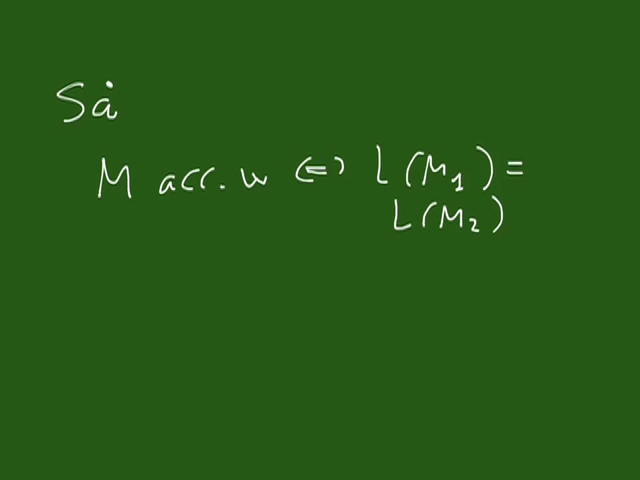 Så
M acc. w ⇔ L(M₁) =
L(M₂)